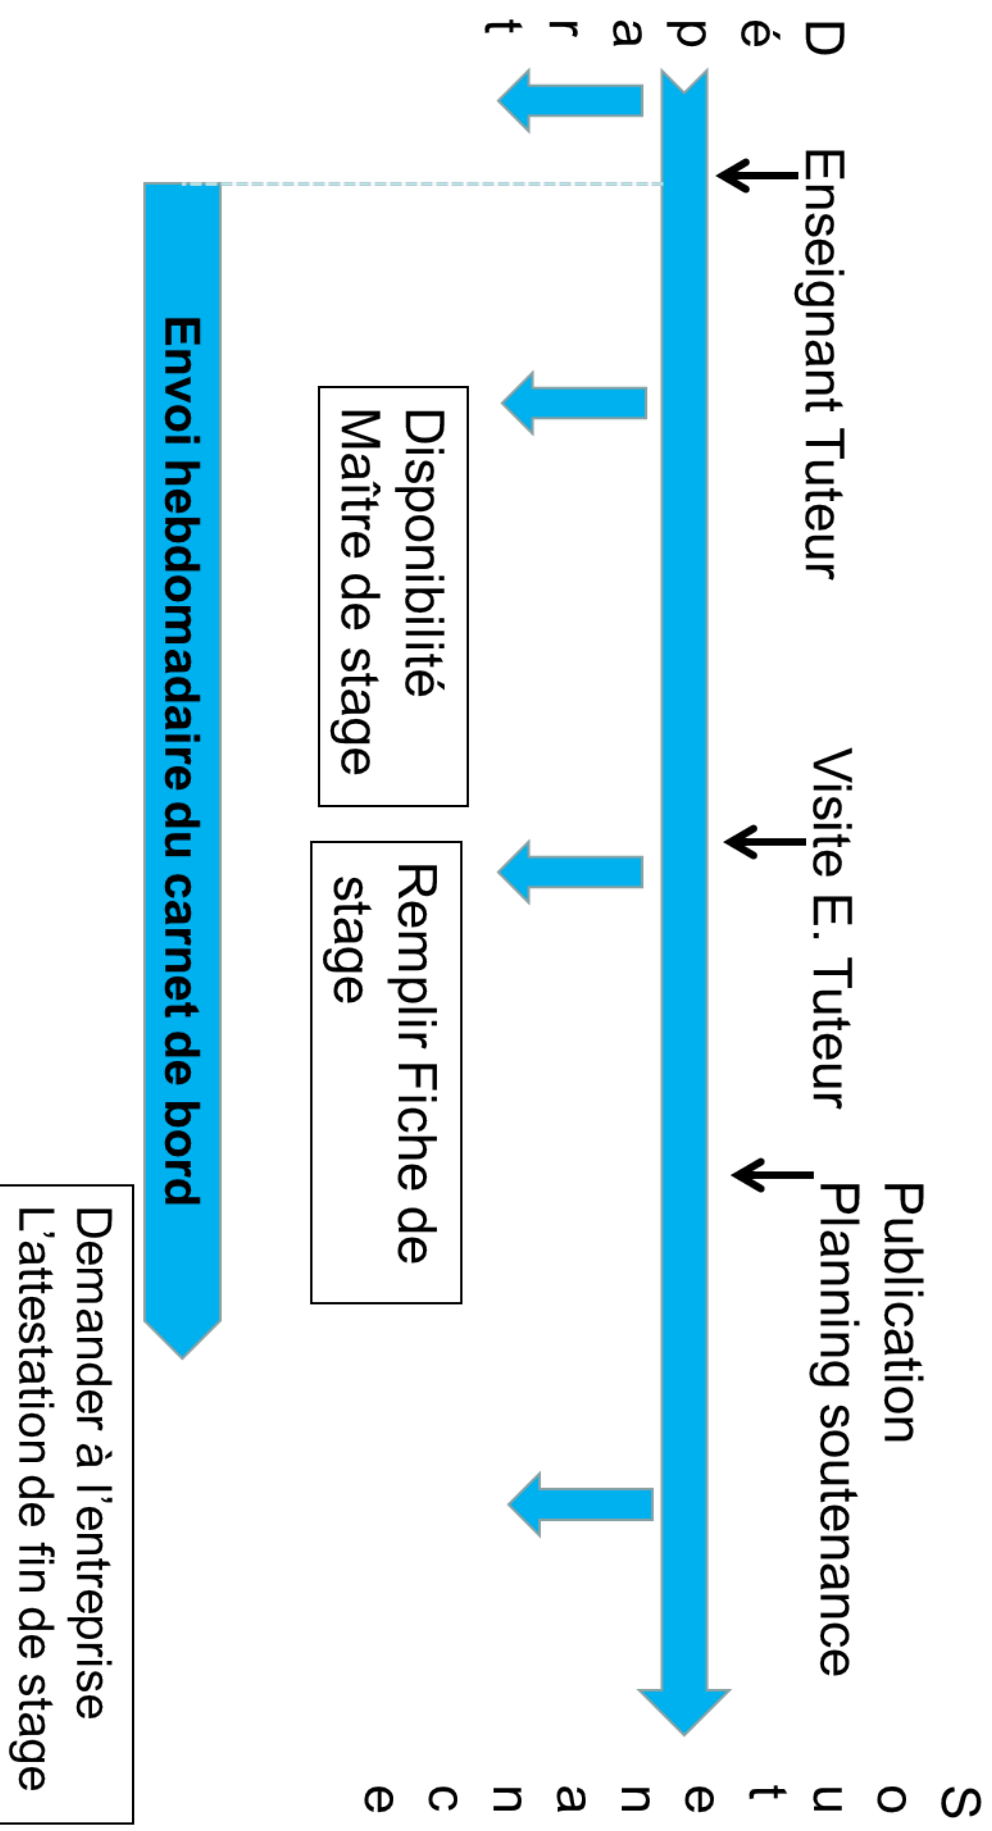 Départ
Enseignant Tuteur
Visite E. Tuteur
Publication
Planning soutenance
Soutenance
Disponibilité
Maître de stage
Remplir Fiche de
stage
Envoi hebdomadaire du carnet de bord
Demander à l'entreprise
L'attestation de fin de stage